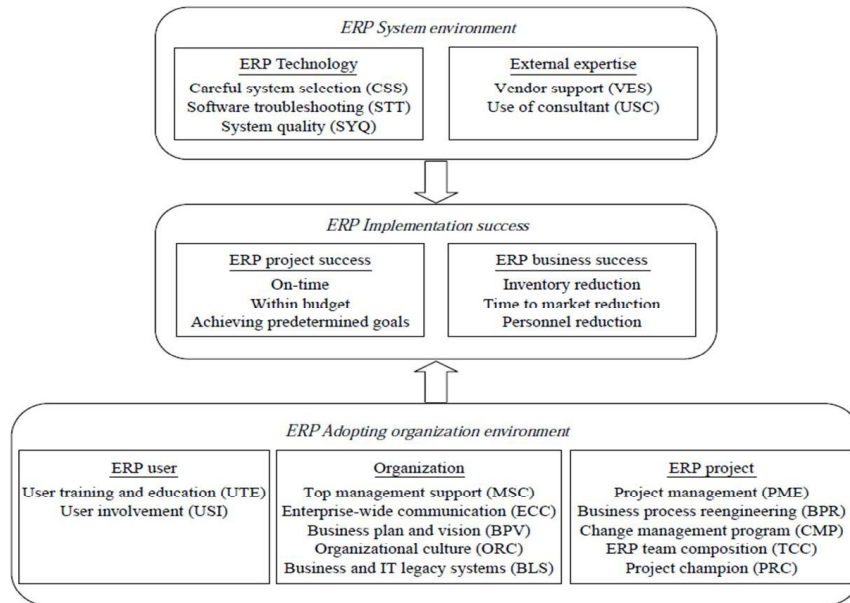 ERP System environment
ERP Technology
Careful system selection (CSS)
Software troubleshooting (STT)
System quality (SYQ)
External expertise
Vendor support (VES)
Use of consultant (USC)
ERP Implementation success
ERP project success
On-time
Within budget
Achieving predetermined goals
ERP business success
Inventory reduction
Time to market reduction
Personnel reduction
ERP Adopting organization environment
ERP user
User training and education (UTE)
User involvement (USI)
Organization
Top management support (MSC)
Enterprise-wide communication (ECC)
Business plan and vision (BPV)
Organizational culture (ORC)
Business and IT legacy systems (BLS)
ERP project
Project management (PME)
Business process reengineering (BPR)
Change management program (CMP)
ERP team composition (TCC)
Project champion (PRC)